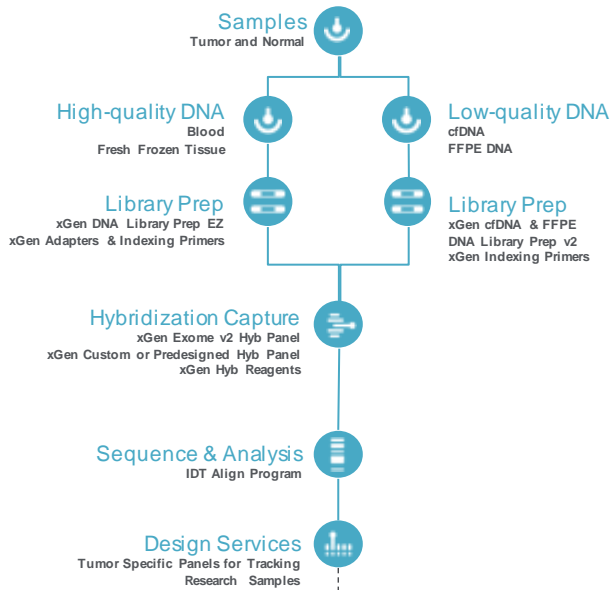 Samples
Tumor and Normal
High-quality DNA
Blood
Fresh Frozen Tissue
Low-quality DNA
cfDNA
FFPE DNA
Library Prep
xGen DNA Library Prep EZ
xGen Adapters & Indexing Primers
Library Prep
xGen cfDNA & FFPE
DNA Library Prep v2
xGen Indexing Primers
Hybridization Capture
xGen Exome v2 Hyb Panel
xGen Custom or Predesigned Hyb Panel
xGen Hyb Reagents
Sequence & Analysis
IDT Align Program
Design Services
Tumor Specific Panels for Tracking
Research Samples